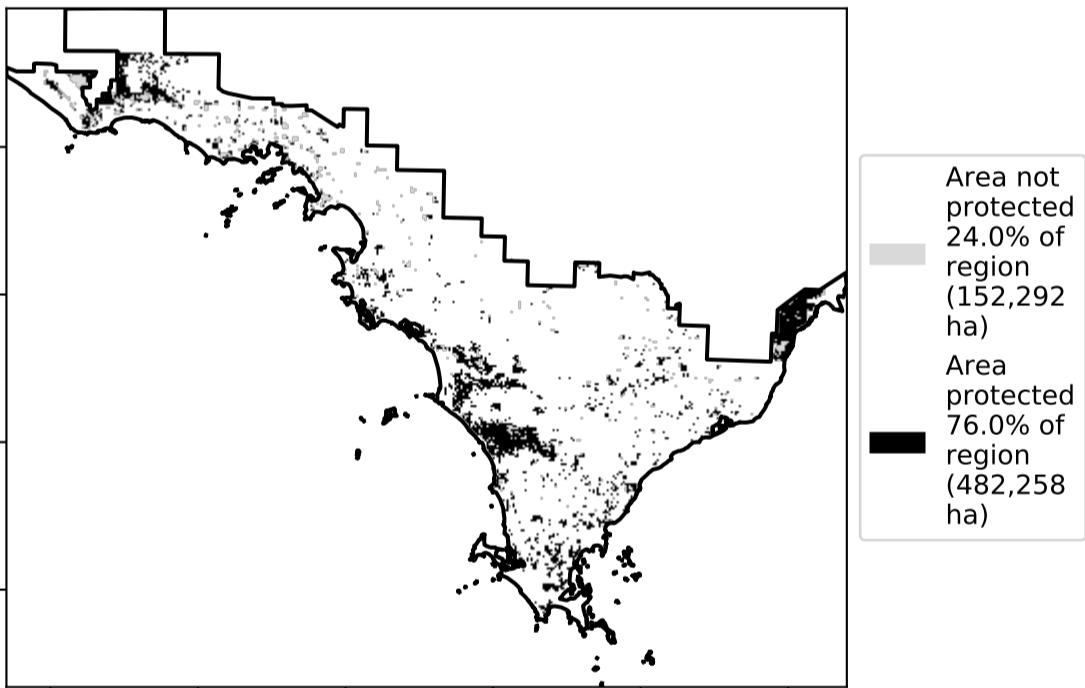 Area not
protected
24.0% of
region
(152,292
ha)
Area
protected
76.0% of
region
(482,258
ha)